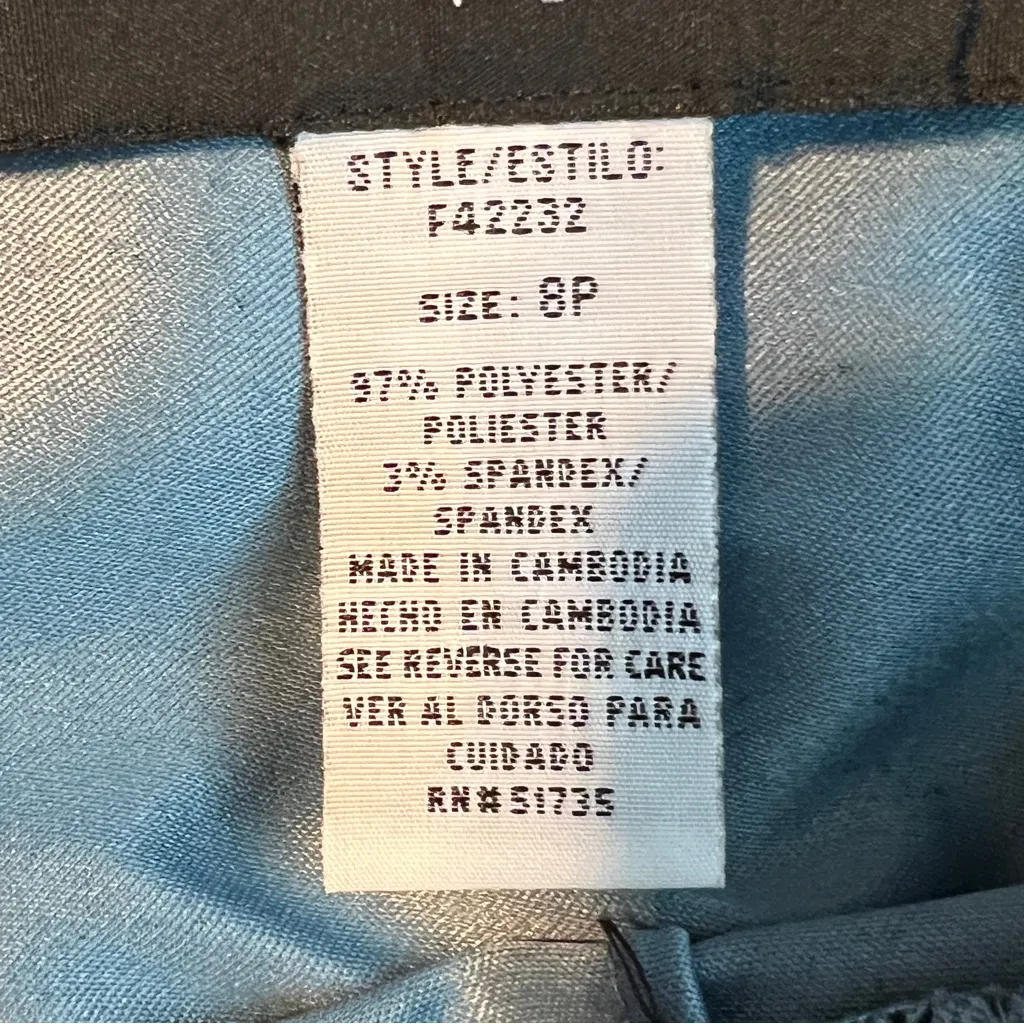 STYLE/ESTILO:
F42232
SIZE: 8P
97% POLYESTER/
POLIESTER
3% SPANDEX/
SPANDEX
MADE IN CAMBODIA
HECHO EN CAMBODIA
SEE REVERSE FOR CARE
VER AL DORSO PARA
CUIDADO
RN#51735